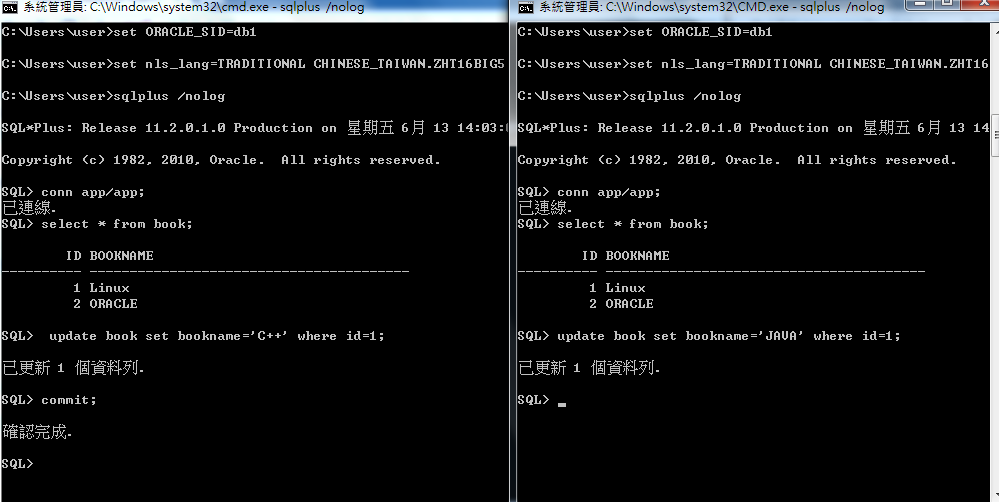 系統管理員: C:\Windows\system32\cmd.exe - sqlplus /nolog
C:\Users\user>set ORACLE_SID=db1
C:\Users\user>set nls_lang=TRADITIONAL CHINESE_TAIWAN.ZHT16BIG5
C:\Users\user>sqlplus /nolog
SQL*Plus: Release 11.2.0.1.0 Production on 星期五 6月 13 14:03:
Copyright (c) 1982, 2010, Oracle.  All rights reserved.
SQL> conn app/app;
已連線.
SQL> select * from book;
ID BOOKNAME
---------- ----------------------------------------
1 Linux
2 ORACLE
SQL>  update book set bookname='C++' where id=1;
已更新 1 個資料列.
SQL> commit;
確認完成.
SQL>
系統管理員: C:\Windows\system32\CMD.exe - sqlplus /nolog
C:\Users\user>set ORACLE_SID=db1
C:\Users\user>set nls_lang=TRADITIONAL CHINESE_TAIWAN.ZHT16
C:\Users\user>sqlplus /nolog
SQL*Plus: Release 11.2.0.1.0 Production on 星期五 6月 13 14
Copyright (c) 1982, 2010, Oracle.  All rights reserved.
SQL> conn app/app;
已連線.
SQL> select * from book;
ID BOOKNAME
---------- ----------------------------------------
1 Linux
2 ORACLE
SQL> update book set bookname='JAVA' where id=1;
已更新 1 個資料列.
SQL> _